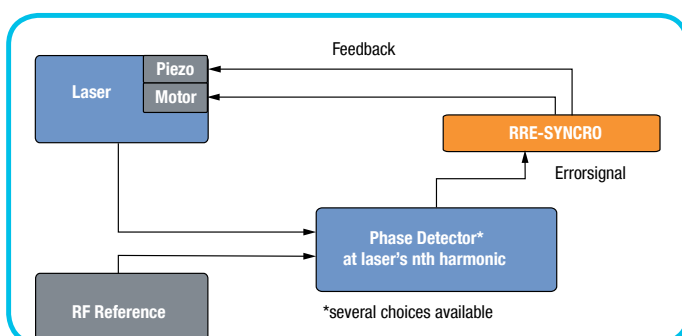 Feedback
Piezo
Laser
Motor
RRE-SYNCRO
Errorsignal
Phase Detector*
at laser's nth harmonic
RF Reference
*several choices available